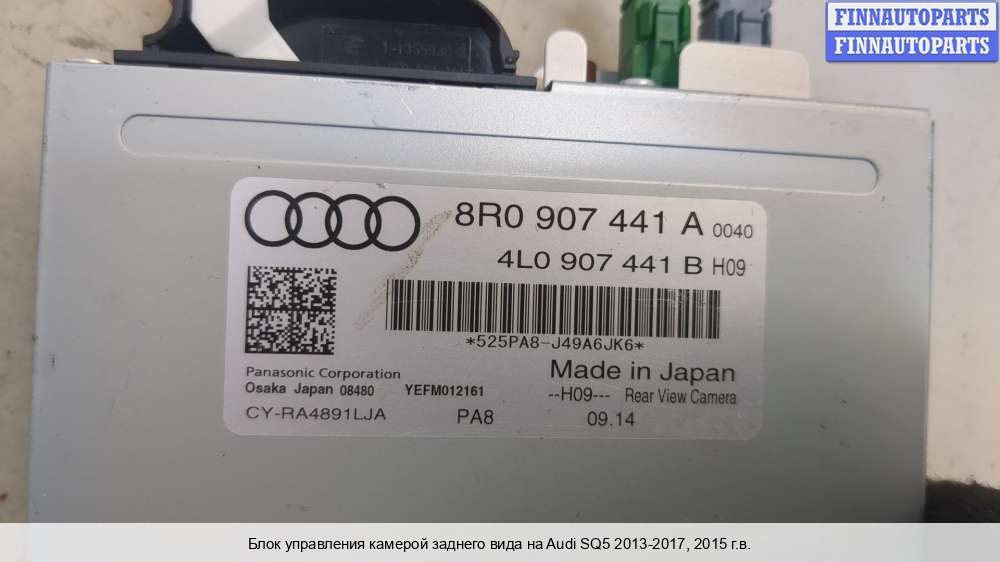 FINNAUTOPARTS
FINNAUTOPARTS
8R0 907 441 A 0040
4L0 907 441 B H09
*525PA8-J49A6JK6*
Panasonic Corporation
Made in Japan
Osaka Japan 08480 YEFM012161
--H09--- Rear View Camera
CY-RA4891LJA PA8 09.14
Блок управления камерой заднего вида на Audi SQ5 2013-2017, 2015 г.в.